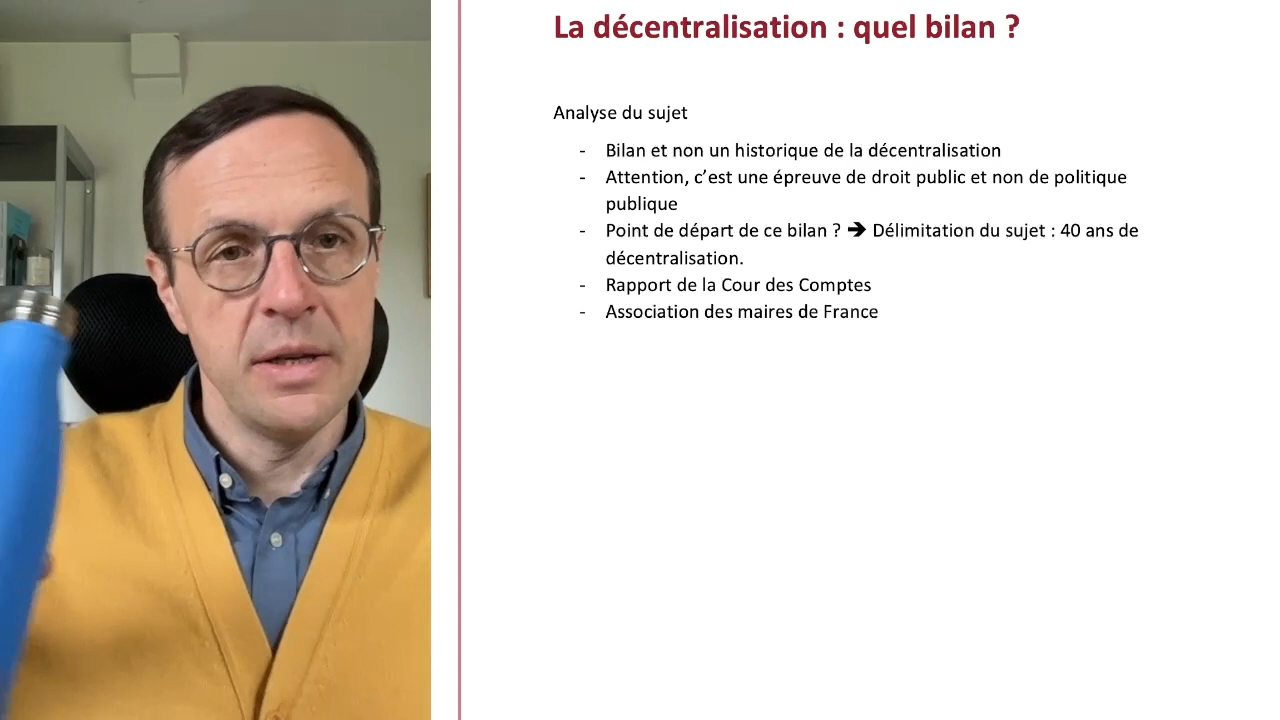 La décentralisation : quel bilan ?
Analyse du sujet
- Bilan et non un historique de la décentralisation
- Attention, c’est une épreuve de droit public et non de politique
publique
- Point de départ de ce bilan ? 🡺 Délimitation du sujet : 40 ans de
décentralisation.
- Rapport de la Cour des Comptes
- Association des maires de France